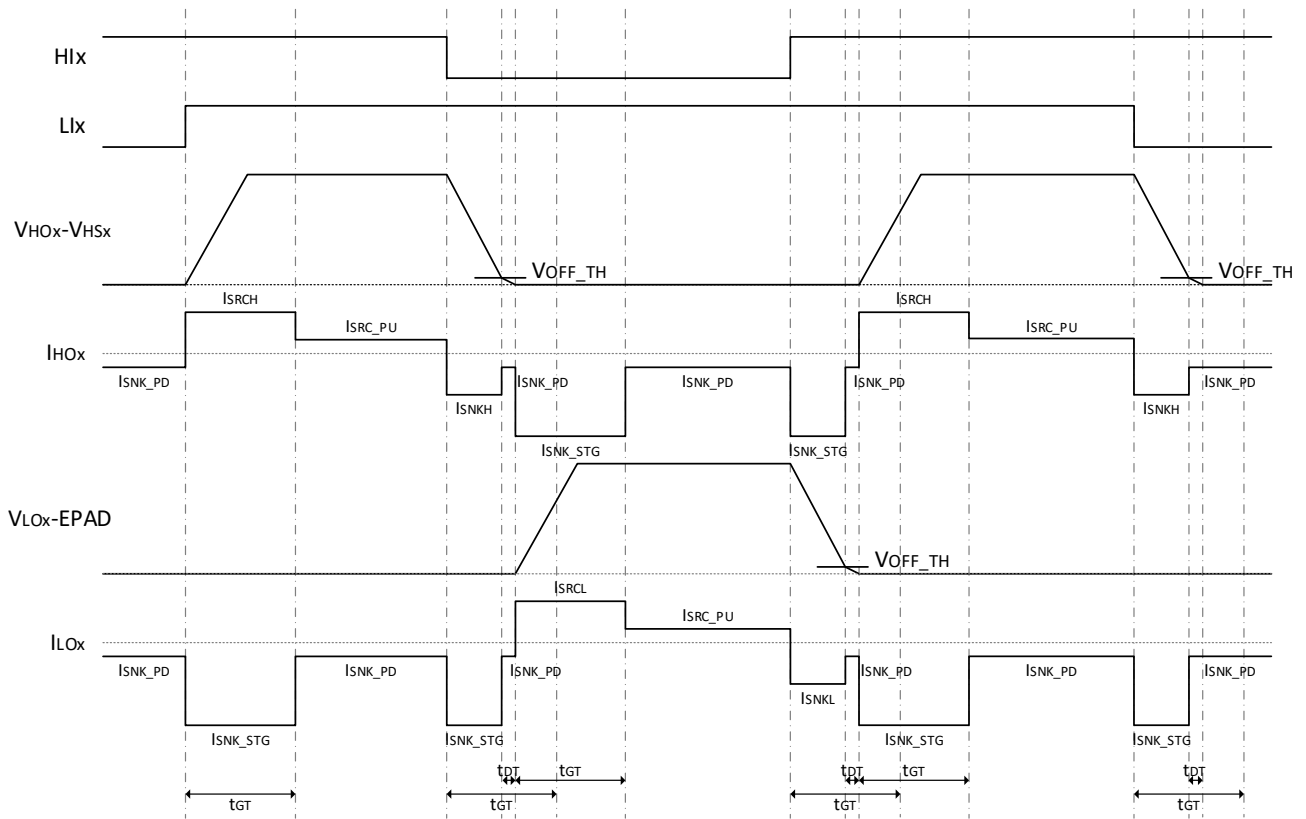 HIx
LIx
VHOx-VHSx
VOFF_TH
VOFF_TH
ISRCH
ISRCH
ISRC_PU
ISRC_PU
IHOx
ISNK_PD
ISNK_PD
ISNK_PD
ISNK_PD
ISNK_PD
ISNKH
ISNKH
ISNK_STG
ISNK_STG
VLOx-EPAD
VOFF_TH
ISRCL
ISRC_PU
ILOx
ISNK_PD
ISNK_PD
ISNK_PD
ISNK_PD
ISNK_PD
ISNK_PD
ISNKL
ISNK_STG
ISNK_STG
ISNK_STG
ISNK_STG
tDT
tGT
tDT
tGT
tDT
tGT
tGT
tGT
tGT